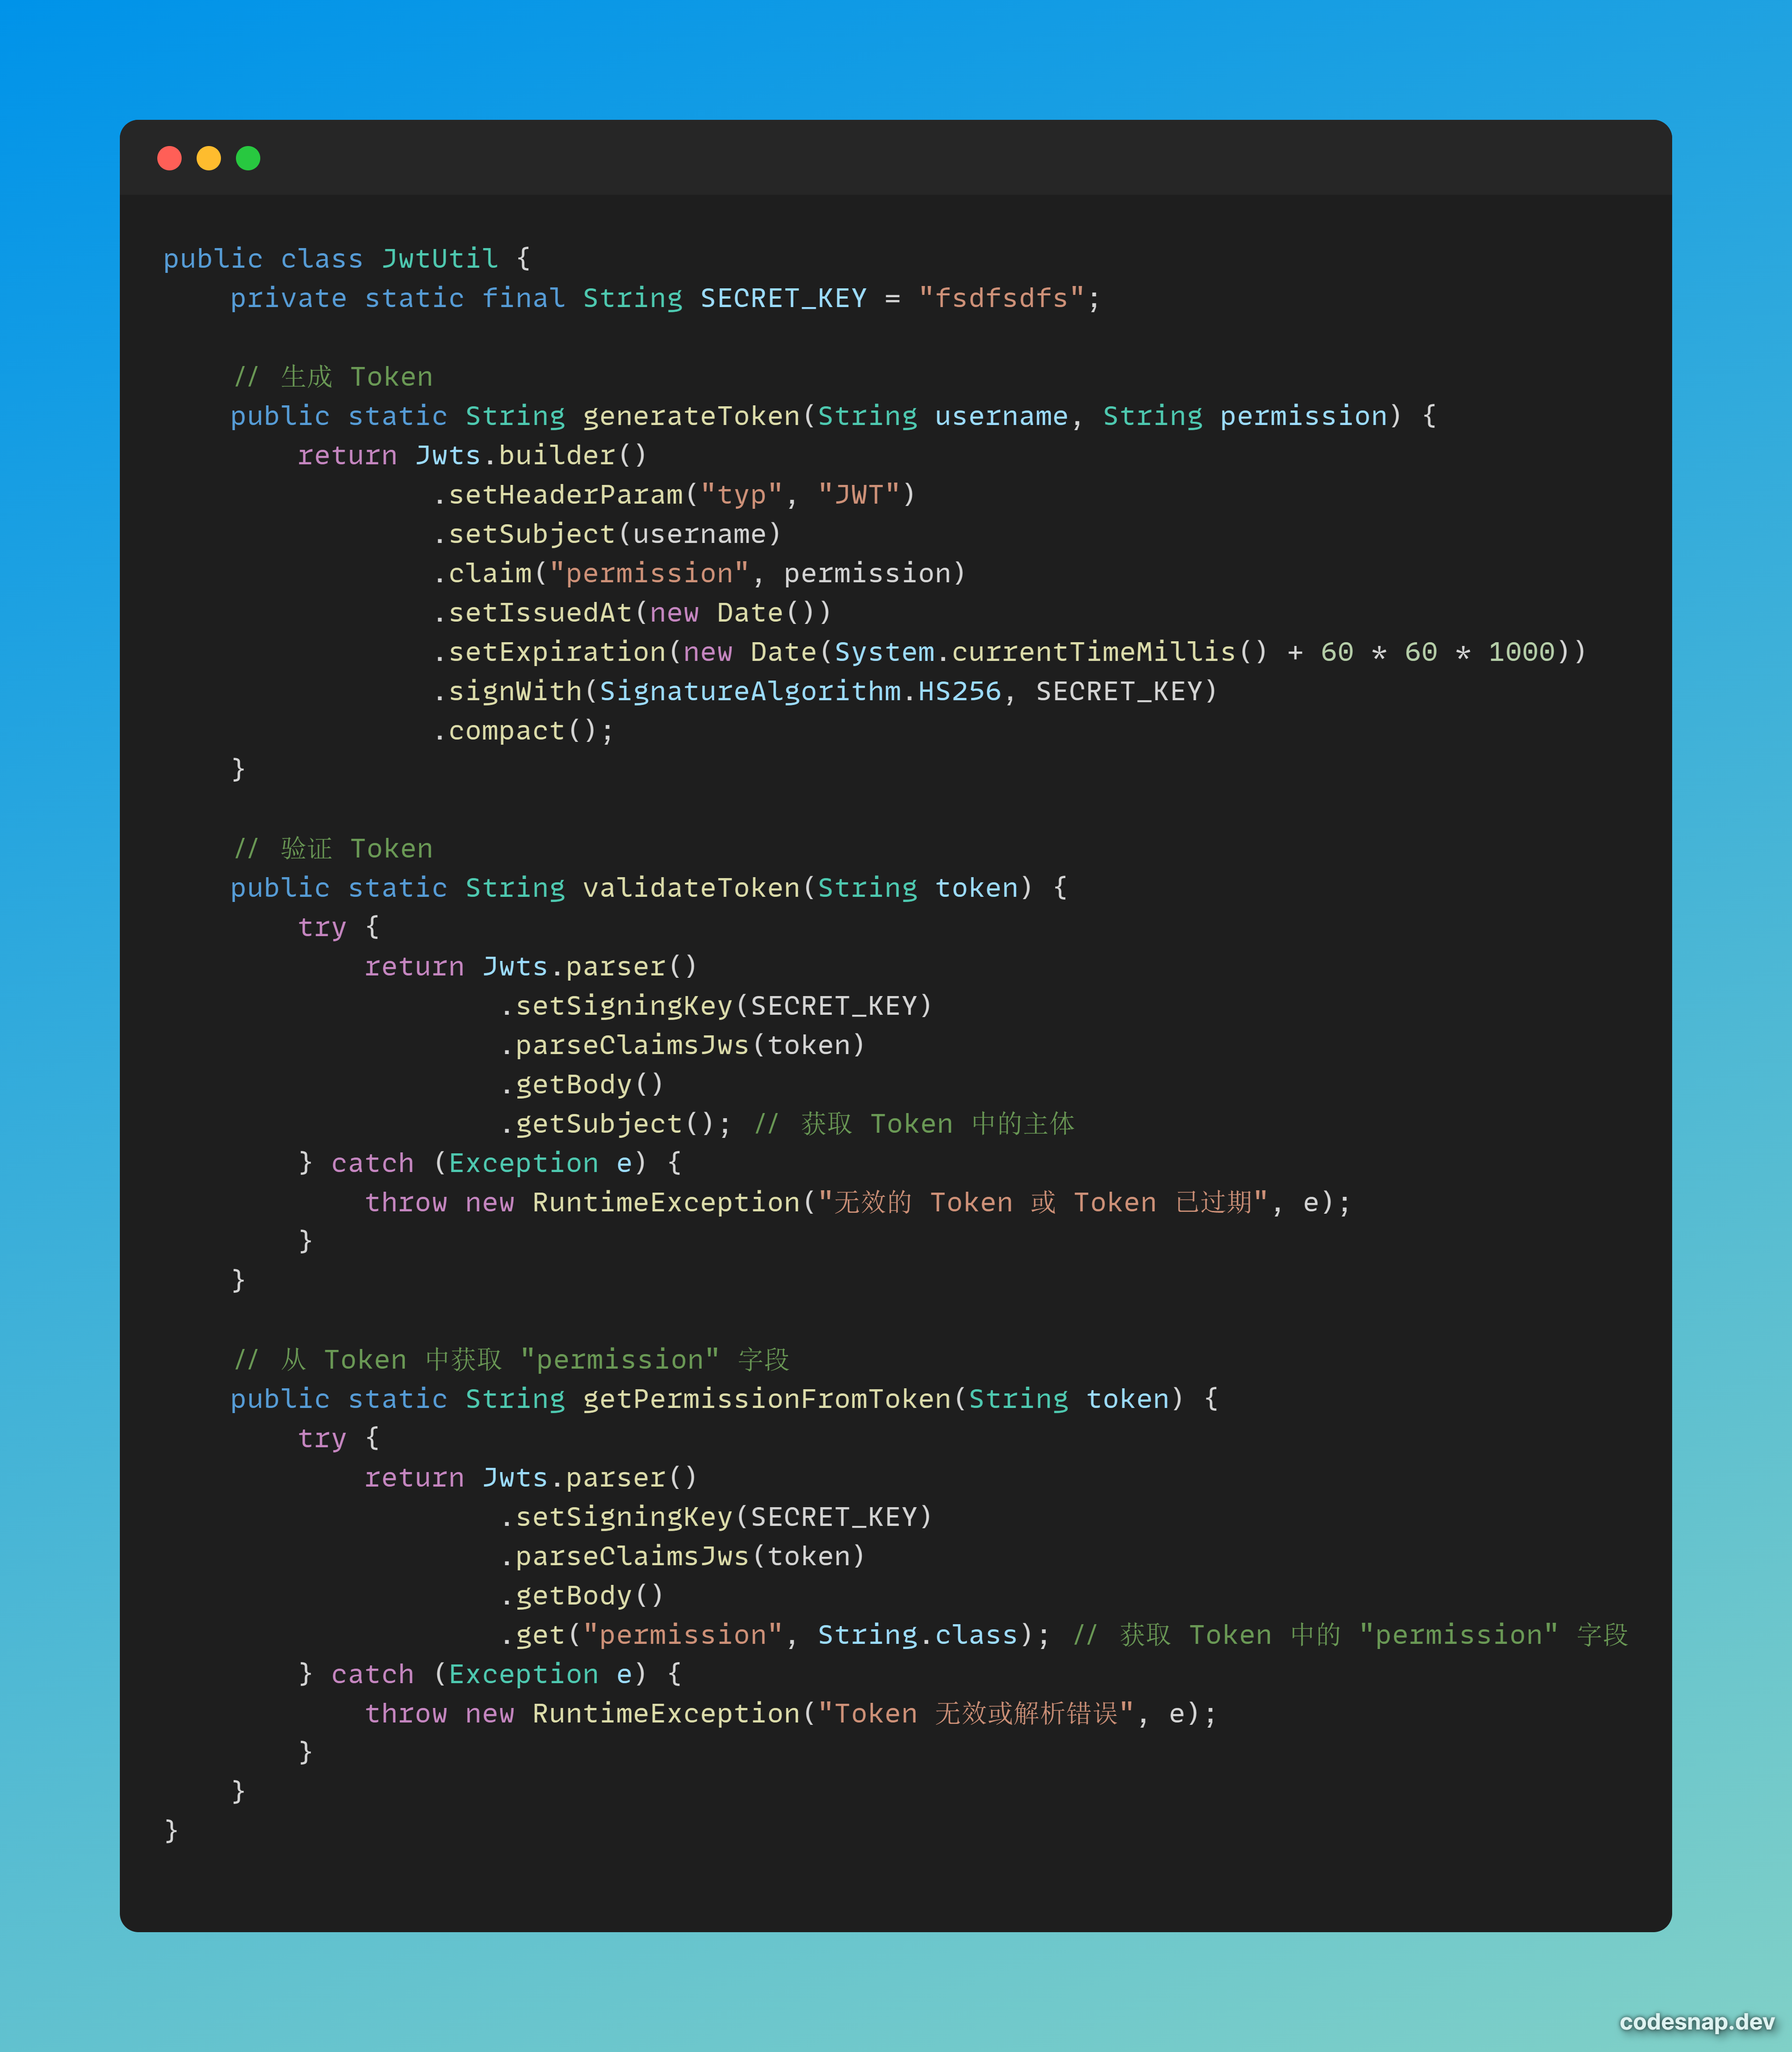 public class JwtUtil {
    private static final String SECRET_KEY = "fsdfsdfs";

    // 生成 Token
    public static String generateToken(String username, String permission) {
        return Jwts.builder()
                .setHeaderParam("typ", "JWT")
                .setSubject(username)
                .claim("permission", permission)
                .setIssuedAt(new Date())
                .setExpiration(new Date(System.currentTimeMillis() + 60 * 60 * 1000))
                .signWith(SignatureAlgorithm.HS256, SECRET_KEY)
                .compact();
    }

    // 验证 Token
    public static String validateToken(String token) {
        try {
            return Jwts.parser()
                    .setSigningKey(SECRET_KEY)
                    .parseClaimsJws(token)
                    .getBody()
                    .getSubject(); // 获取 Token 中的主体
        } catch (Exception e) {
            throw new RuntimeException("无效的 Token 或 Token 已过期", e);
        }
    }

    // 从 Token 中获取 "permission" 字段
    public static String getPermissionFromToken(String token) {
        try {
            return Jwts.parser()
                    .setSigningKey(SECRET_KEY)
                    .parseClaimsJws(token)
                    .getBody()
                    .get("permission", String.class); // 获取 Token 中的 "permission" 字段
        } catch (Exception e) {
            throw new RuntimeException("Token 无效或解析错误", e);
        }
    }
}
codesnap.dev